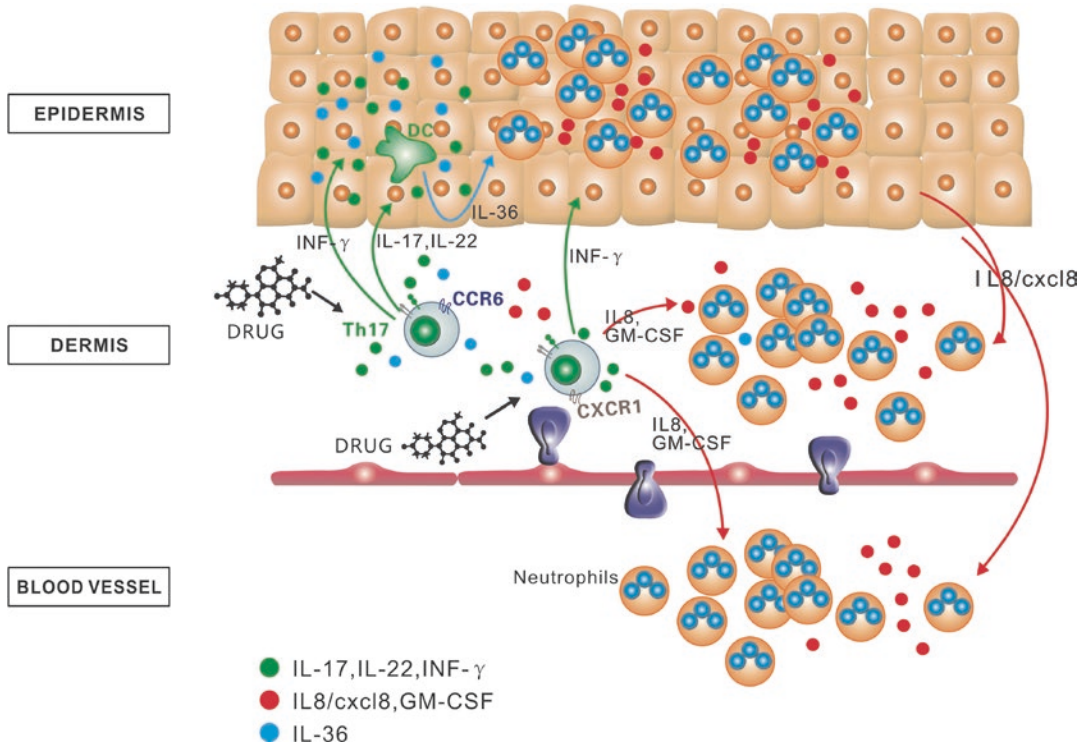 EPIDERMIS
DC
IL-36
INF-γ
IL-17,IL-22
INF-γ
IL8/cxcl8
DRUG
CCR6
Th17
IL8,
GM-CSF
DERMIS
CXCR1
DRUG
IL8,
GM-CSF
Neutrophils
BLOOD VESSEL
IL-17,IL-22,INF-γ
IL8/cxcl8,GM-CSF
IL-36